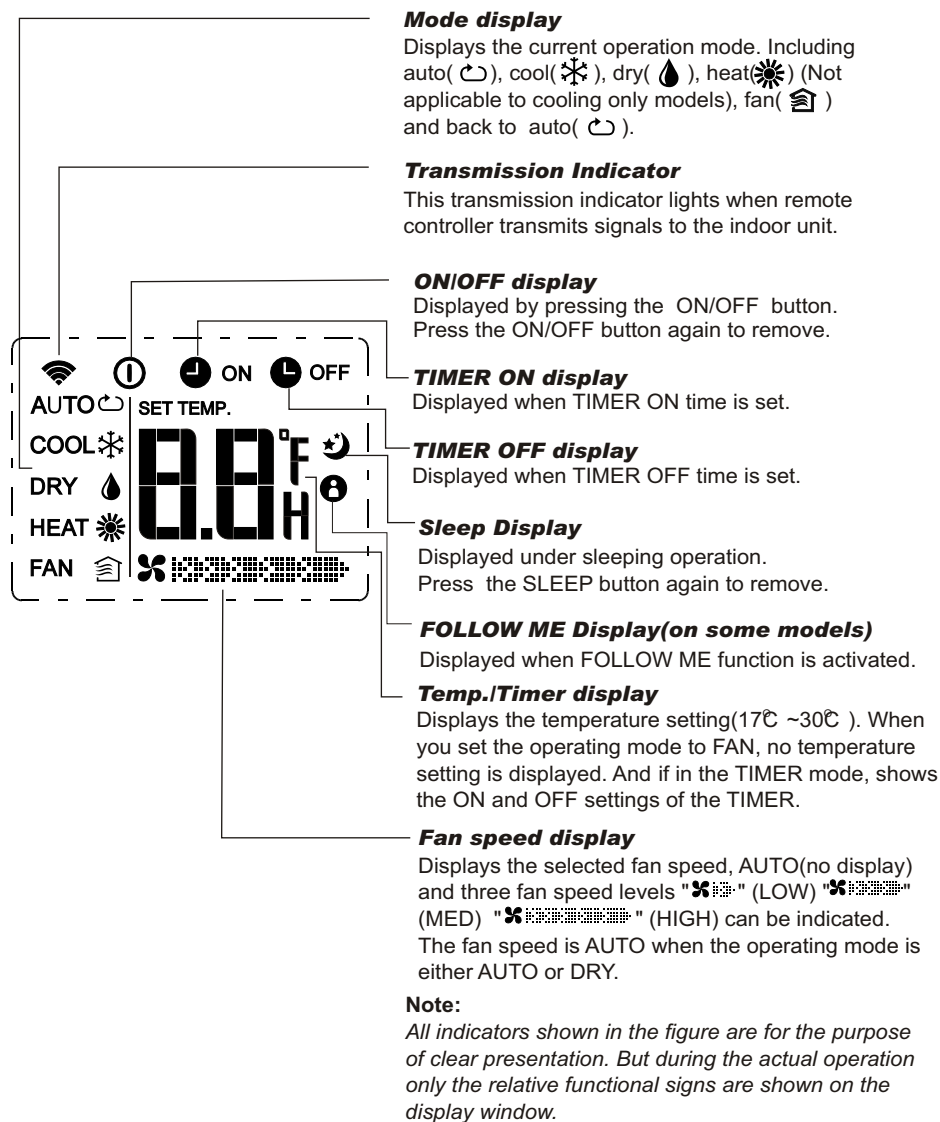 Mode display
Displays the current operation mode. Including
auto( ), cool( ), dry( ), heat( ) (Not
applicable to cooling only models), fan( )
and back to auto( ).
Transmission Indicator
This transmission indicator lights when remote
controller transmits signals to the indoor unit.
ON/OFF display
Displayed by pressing the ON/OFF button.
Press the ON/OFF button again to remove.
TIMER ON display
Displayed when TIMER ON time is set.
TIMER OFF display
Displayed when TIMER OFF time is set.
Sleep Display
Displayed under sleeping operation.
Press the SLEEP button again to remove.
FOLLOW ME Display(on some models)
Displayed when FOLLOW ME function is activated.
Temp./Timer display
Displays the temperature setting(17℃ ~30℃ ). When
you set the operating mode to FAN, no temperature
setting is displayed. And if in the TIMER mode, shows
the ON and OFF settings of the TIMER.
Fan speed display
Displays the selected fan speed, AUTO(no display)
and three fan speed levels " " (LOW) " "
(MED) " " (HIGH) can be indicated.
The fan speed is AUTO when the operating mode is
either AUTO or DRY.
Note:
All indicators shown in the figure are for the purpose
of clear presentation. But during the actual operation
only the relative functional signs are shown on the
display window.
ON OFF
AUTO
SET TEMP.
COOL
DRY
HEAT
FAN
8.8
°F
H